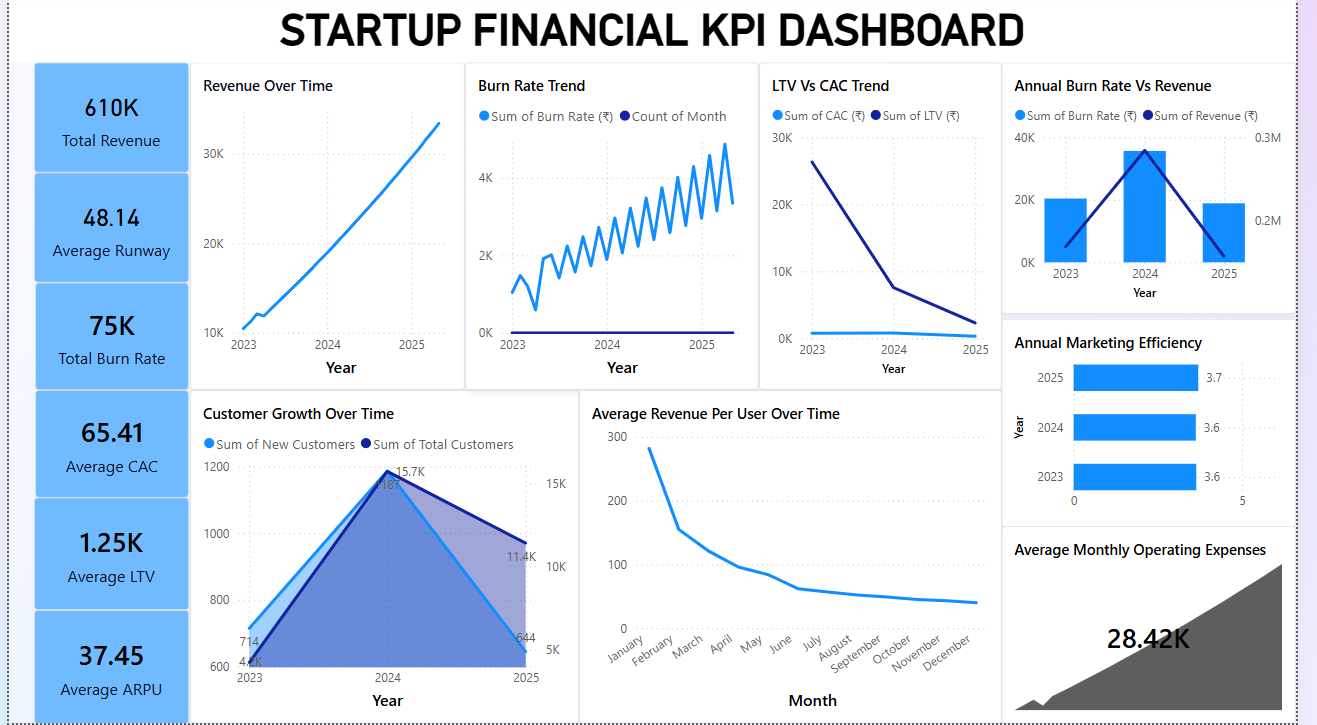 STARTUP FINANCIAL KPI DASHBOARD
610K
Total Revenue
48.14
Average Runway
75K
Total Burn Rate
65.41
Average CAC
1.25K
Average LTV
37.45
Average ARPU
Revenue Over Time
30K
20K
10K
2023 2024 2025
Year
Burn Rate Trend
Sum of Burn Rate (₹) Count of Month
4K
2K
0K
2023 2024 2025
Year
LTV Vs CAC Trend
Sum of CAC (₹) Sum of LTV (₹)
30K
20K
10K
0K
2023 2024 2025
Year
Annual Burn Rate Vs Revenue
Sum of Burn Rate (₹) Sum of Revenue (₹)
40K 0.3M
20K 0.2M
0K
2023 2024 2025
Year
Customer Growth Over Time
Sum of New Customers Sum of Total Customers
1200
15.7K
15K
1187
1000
11.4K
10K
800
714 644
5K
600
2023 2024 2025
Year
Average Revenue Per User Over Time
300
200
100
0
January February March April May June July August September October November December
Month
Annual Marketing Efficiency
Year
2025 3.7
2024 3.6
2023 3.6
0 5
Average Monthly Operating Expenses
28.42K